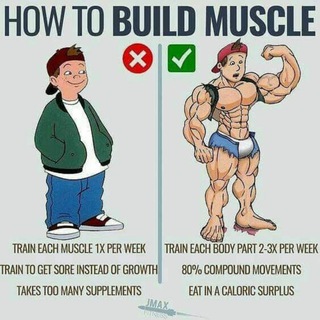 HOW TO BUILD MUSCLE
TRAIN EACH MUSCLE 1X PER WEEK
TRAIN TO GET SORE INSTEAD OF GROWTH
TAKES TOO MANY SUPPLEMENTS
TRAIN EACH BODY PART 2-3X PER WEEK
80% COMPOUND MOVEMENTS
EAT IN A CALORIC SURPLUS
JMAX